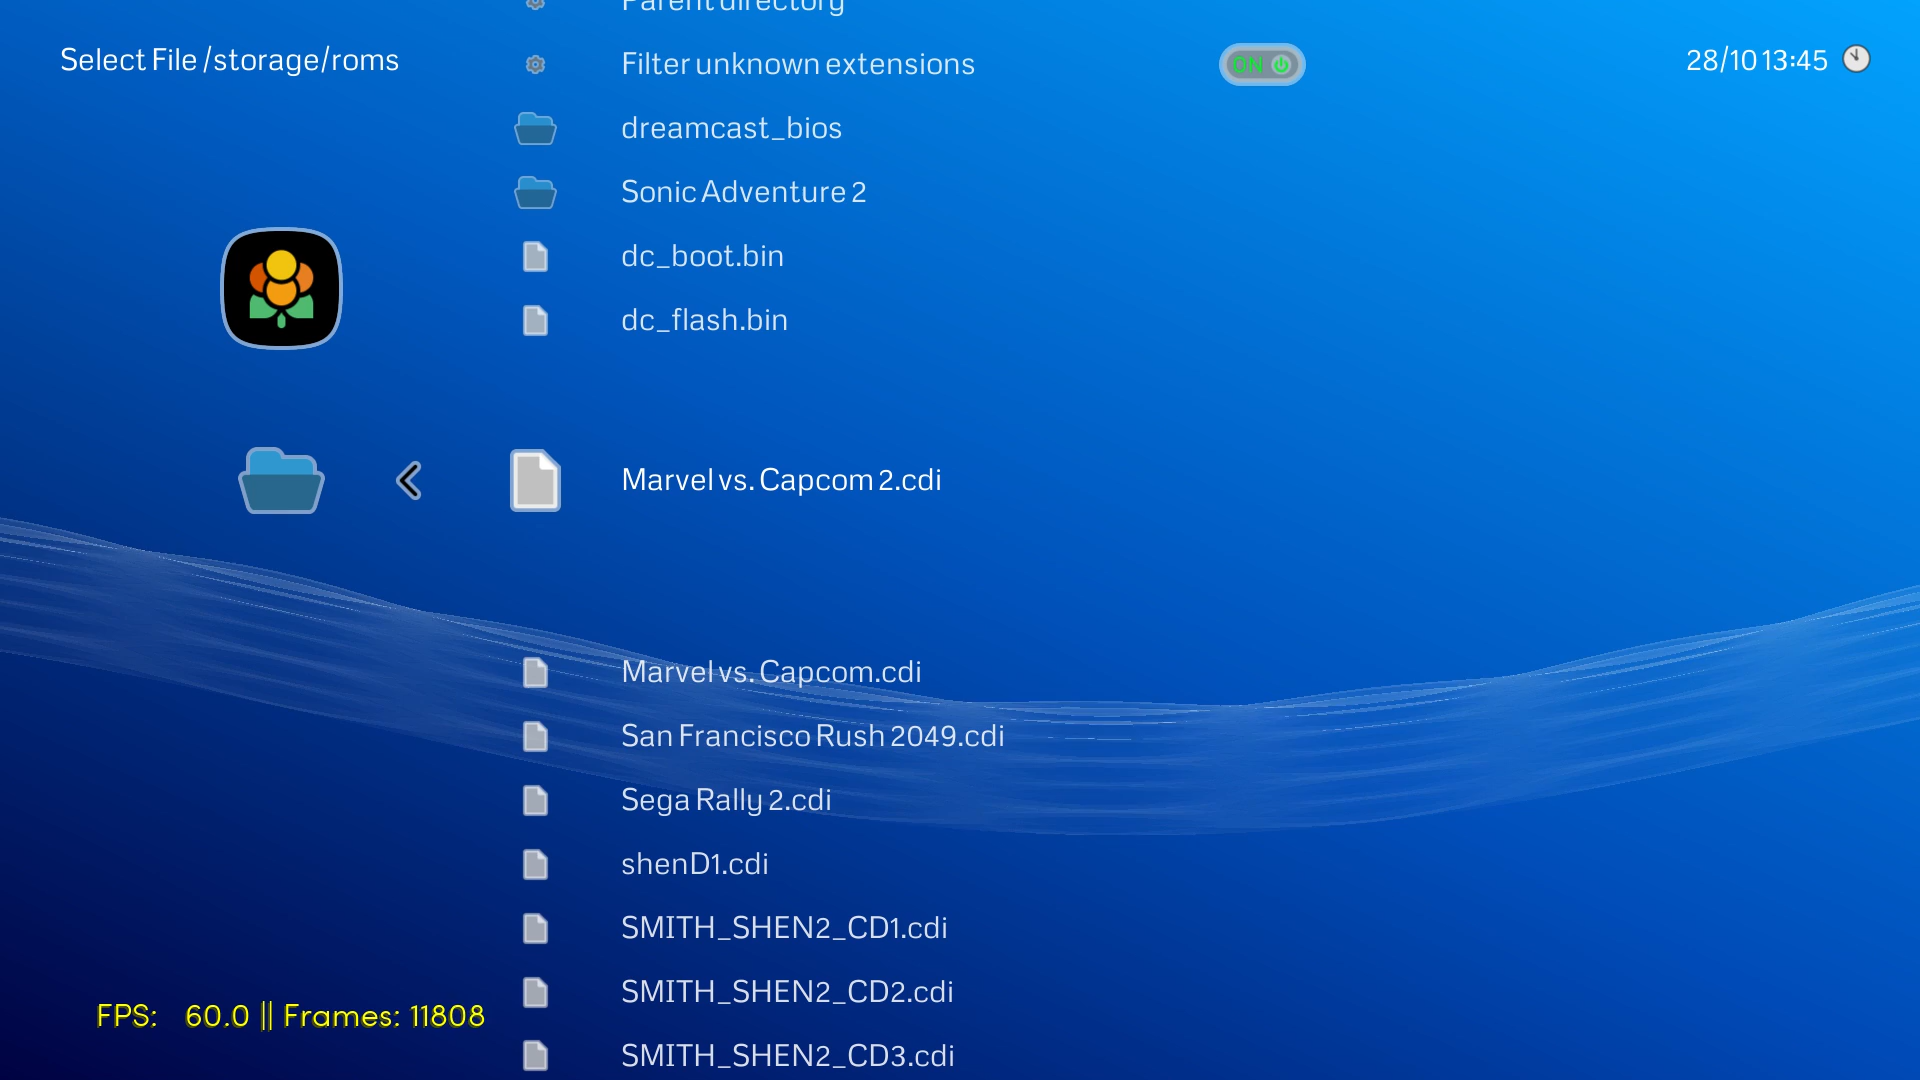 Parent directory
Select File /storage/roms
Filter unknown extensions
ON
28/10 13:45
dreamcast_bios
Sonic Adventure 2
dc_boot.bin
dc_flash.bin
Marvel vs. Capcom 2.cdi
Marvel vs. Capcom.cdi
San Francisco Rush 2049.cdi
Sega Rally 2.cdi
shenD1.cdi
SMITH_SHEN2_CD1.cdi
SMITH_SHEN2_CD2.cdi
FPS: 60.0 || Frames: 11808
SMITH_SHEN2_CD3.cdi